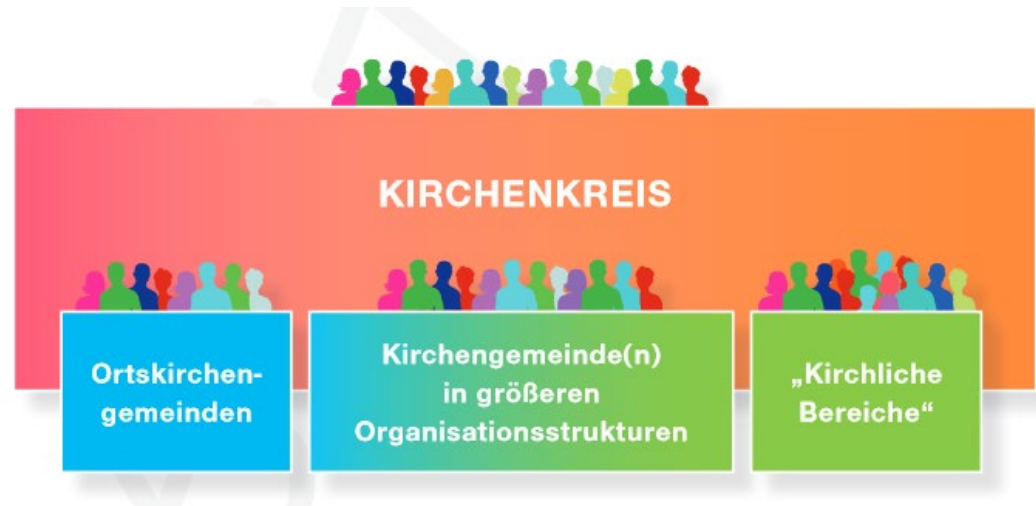 KIRCHENKREIS
Ortskirchen-
gemeinden
Kirchengemeinde(n)
in größeren
Organisationsstrukturen
„Kirchliche
Bereiche“